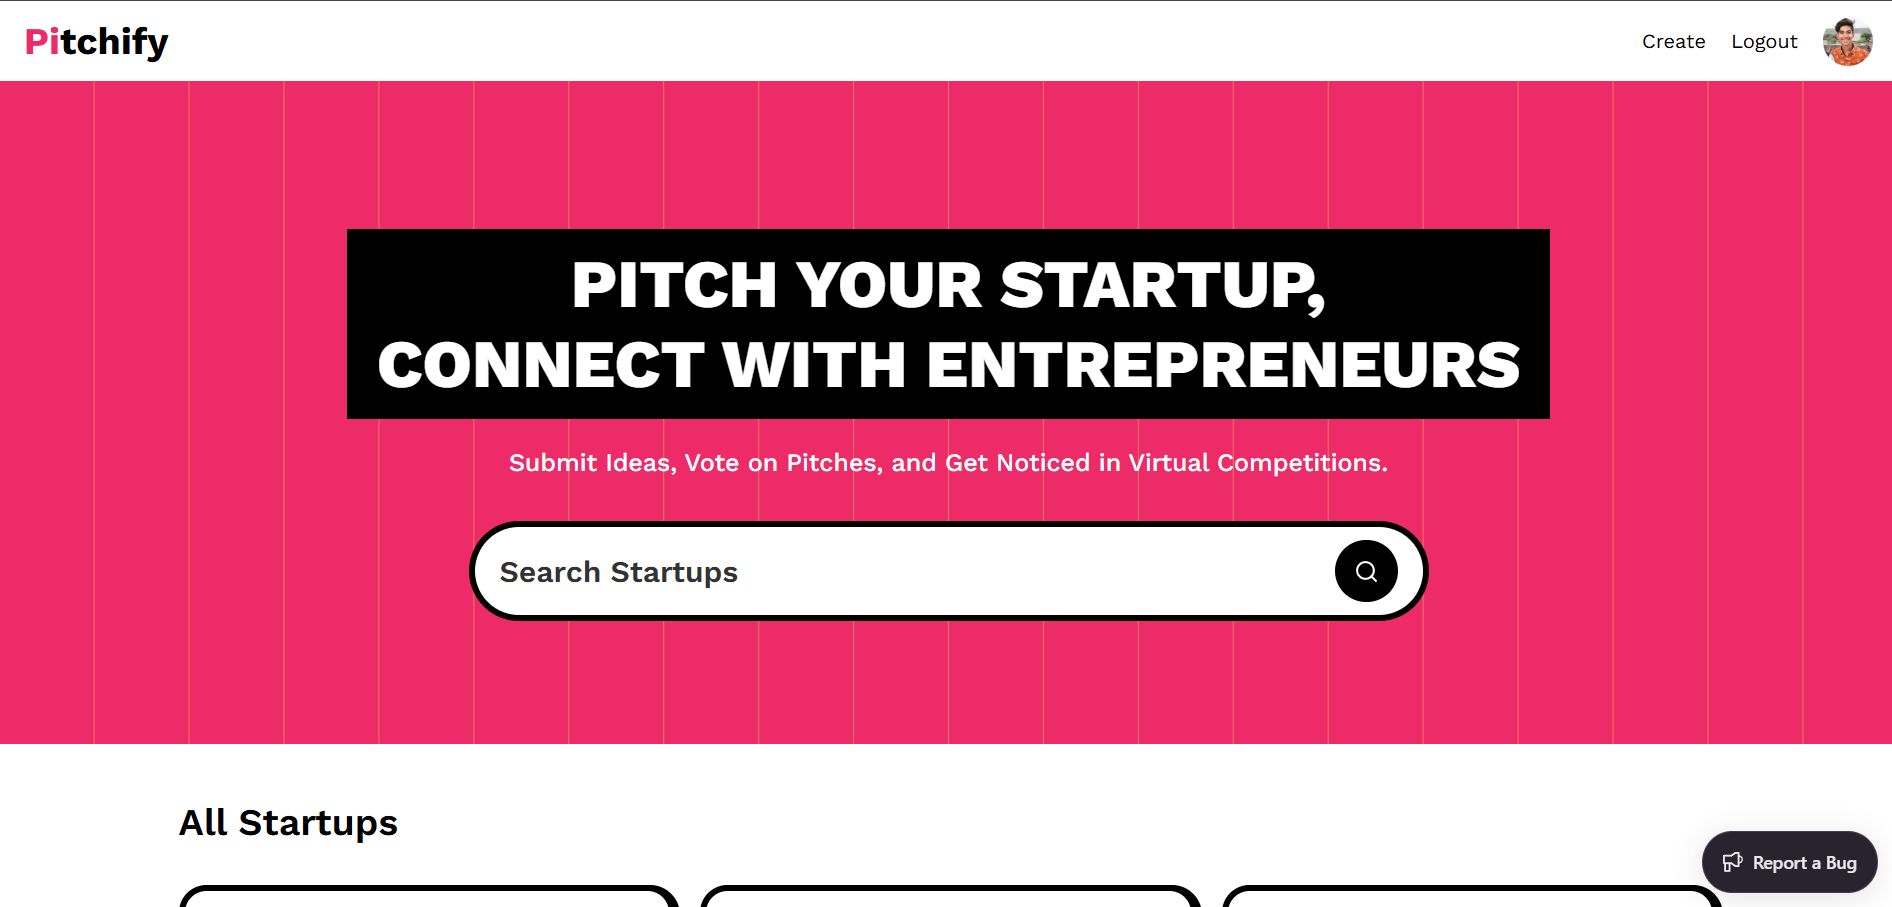 Pitchify
Create
Logout
PITCH YOUR STARTUP,
CONNECT WITH ENTREPRENEURS
Submit Ideas, Vote on Pitches, and Get Noticed in Virtual Competitions.
Search Startups
All Startups
Report a Bug